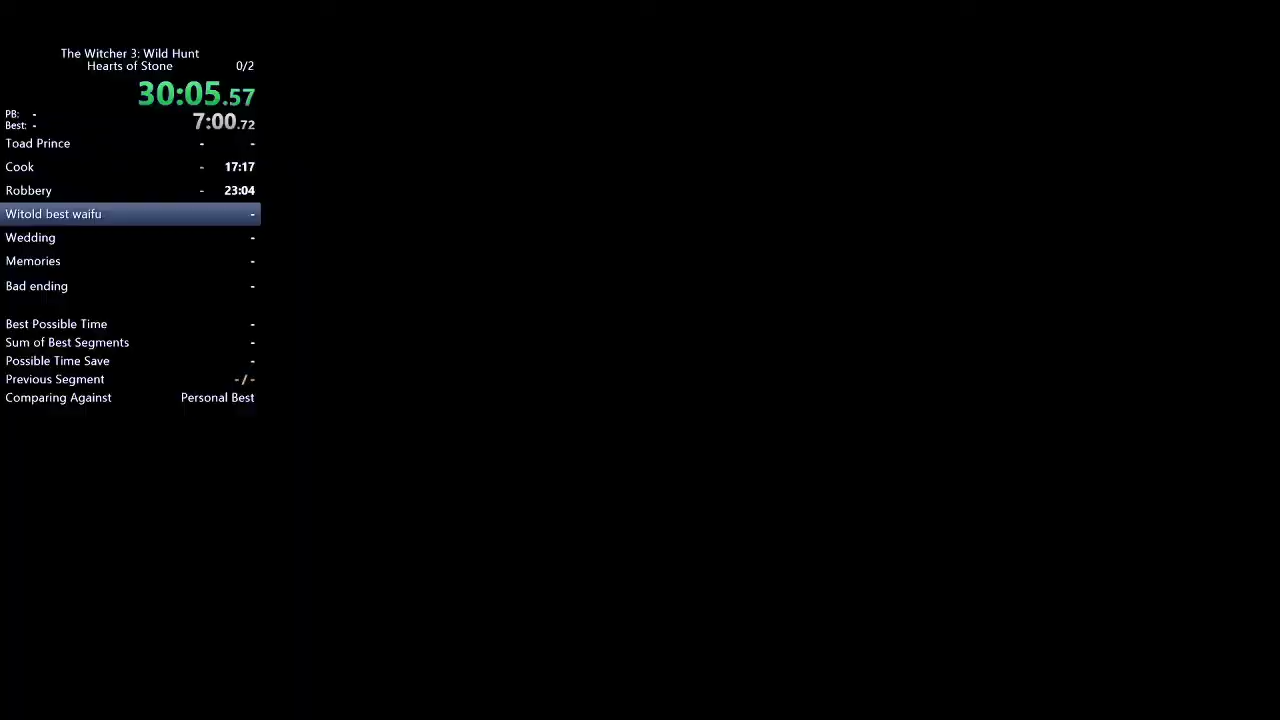 The Witcher 3: Wild Hunt
Hearts of Stone 0/2
30:05.57
PB: -
7:00.72
Best: -
Toad Prince - -
Cook - 17:17
Robbery - 23:04
Witold best waifu -
Wedding -
Memories -
Bad ending -
Best Possible Time -
Sum of Best Segments -
Possible Time Save -
Previous Segment - / -
Comparing Against Personal Best